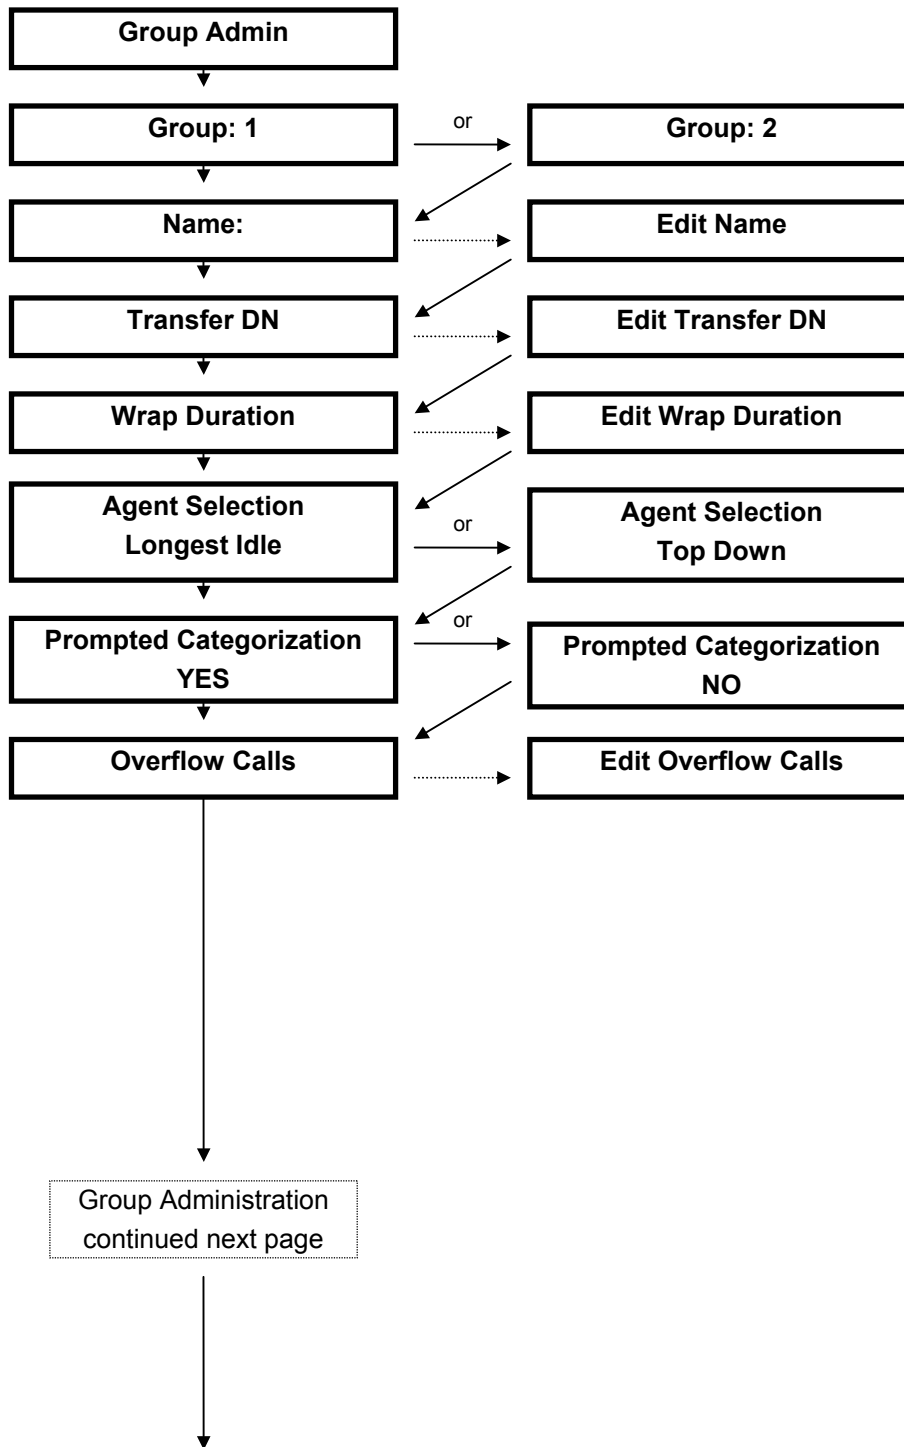 Group Admin
Group: 1
or
Group: 2
Name:
Edit Name
Transfer DN
Edit Transfer DN
Wrap Duration
Edit Wrap Duration
Agent Selection
Longest Idle
or
Agent Selection
Top Down
Prompted Categorization
YES
or
Prompted Categorization
NO
Overflow Calls
Edit Overflow Calls
Group Administration
continued next page